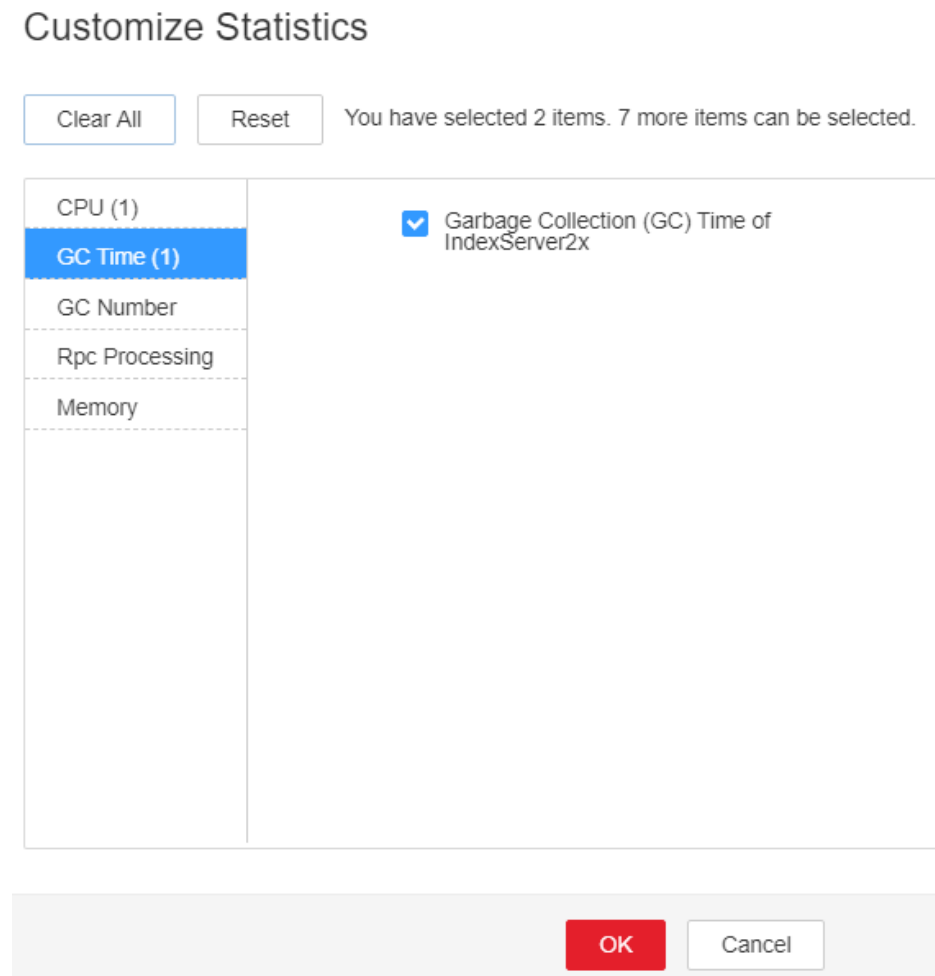 Customize Statistics
Clear All
Reset
You have selected 2 items. 7 more items can be selected.
CPU (1)
GC Time (1)
GC Number
Rpc Processing
Memory
Garbage Collection (GC) Time of
IndexServer2x
OK
Cancel